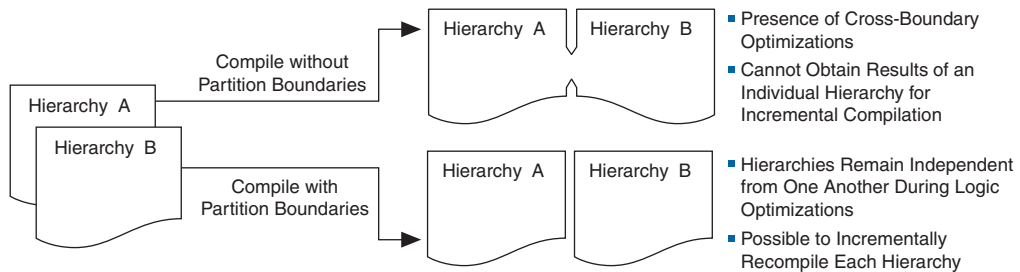 Hierarchy A
Hierarchy B
Compile without
Partition Boundaries
Hierarchy A
Hierarchy B
Presence of Cross-Boundary
Optimizations
Cannot Obtain Results of an
Individual Hierarchy for
Incremental Compilation
Compile with
Partition Boundaries
Hierarchy A
Hierarchy B
Hierarchies Remain Independent
from One Another During Logic
Optimizations
Possible to Incrementally
Recompile Each Hierarchy